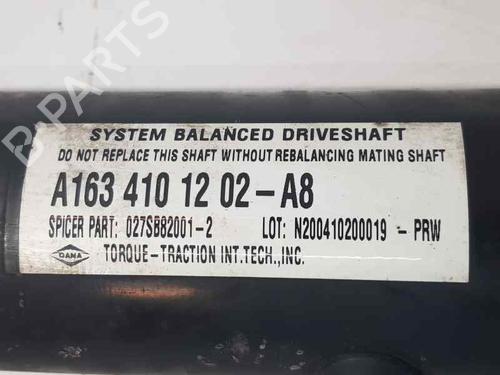 B-PARTS
SYSTEM BALANCED DRIVESHAFT
DO NOT REPLACE THIS SHAFT WITHOUT REBALANCING MATING SHAFT
A163 410 12 02-A8
SPICER PART: 027SB82001-2 LOT: N200410200019 - PRW
DANA TORQUE-TRACTION INT.TECH.,INC.